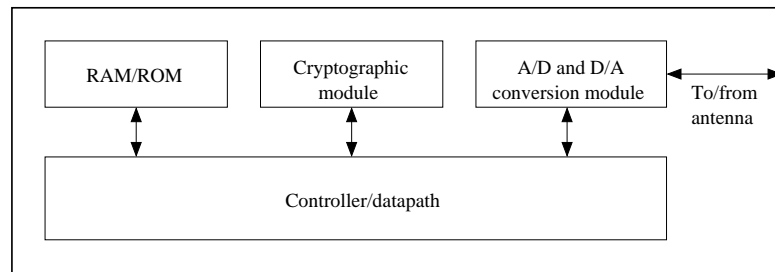 RAM/ROM
Cryptographic
module
A/D and D/A
conversion module
To/from
antenna
Controller/datapath